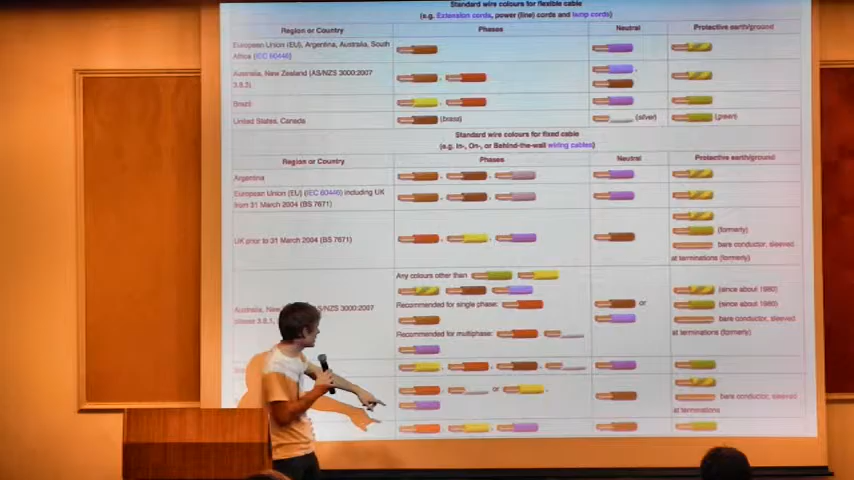 Standard wire colours for flexible cable
(e.g. Extension cords, power (line) cords and lamp cords)
Region or Country Phases Neutral Protective earth/ground
European Union (EU), Argentina, Australia, South
Africa (IEC 60446)
Australia, New Zealand (AS/NZS 3000:2007
3.8.3)
Brazil
United States, Canada (brass) (silver) (green)
Standard wire colours for fixed cable
(e.g. In-, On-, or Behind-the-wall wiring cables)
Region or Country Phases Neutral Protective earth/ground
Argentina
European Union (EU) (IEC 60446) including UK
from 31 March 2004 (BS 7671)
UK prior to 31 March 2004 (BS 7671) (formerly)
bare conductor, sleeved
at terminations (formerly)
Any colours other than
Australia, New /NZS 3000:2007 or (since about 1980)
Recommended for single phase: (since about 1980)
bare conductor, sleeved
Recommended for multiphase: at terminations (formerly)
or
bare conductor, sleeved
at terminations